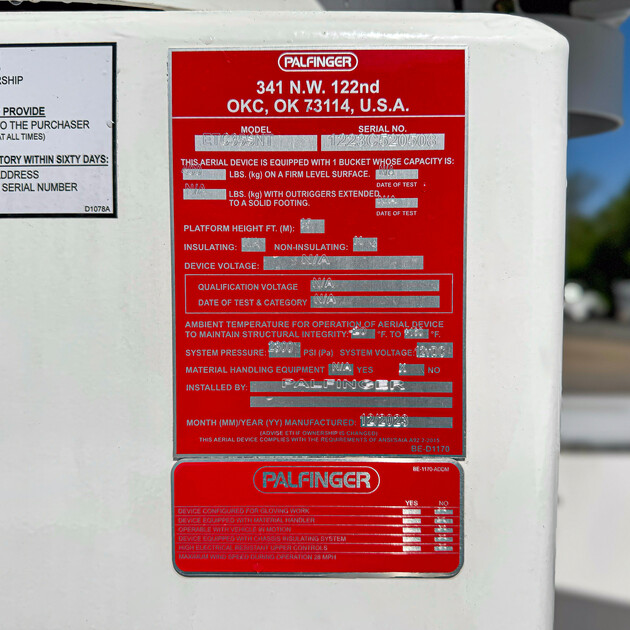 RSHIP
PROVIDE
O THE PURCHASER
AT ALL TIMES)
TORY WITHIN SIXTY DAYS:
ADDRESS
SERIAL NUMBER
D1078A
PALFINGER
341 N.W. 122nd
OKC, OK 73114, U.S.A.
MODEL SERIAL NO.
THIS AERIAL DEVICE IS EQUIPPED WITH 1 BUCKET WHOSE CAPACITY IS:
LBS. (kg) ON A FIRM LEVEL SURFACE.
DATE OF TEST
N/A LBS. (kg) WITH OUTRIGGERS EXTENDED
TO A SOLID FOOTING. N/A
DATE OF TEST
PLATFORM HEIGHT FT. (M):
INSULATING: NON-INSULATING:
DEVICE VOLTAGE: N/A
QUALIFICATION VOLTAGE N/A
DATE OF TEST & CATEGORY N/A
AMBIENT TEMPERATURE FOR OPERATION OF AERIAL DEVICE
TO MAINTAIN STRUCTURAL INTEGRITY: °F. TO °F.
SYSTEM PRESSURE: PSI (Pa) SYSTEM VOLTAGE
MATERIAL HANDLING EQUIPMENT N/A YES X NO
INSTALLED BY: PALFINGER
MONTH (MM)/YEAR (YY) MANUFACTURED: 12/2023
(ADVISE ETI IF OWNERSHIP IS CHANGED)
THIS AERIAL DEVICE COMPLIES WITH THE REQUIREMENTS OF ANSI/SAIA A92.2-2015
BE-D1170
BE-1170-ADDM
PALFINGER
YES NO
DEVICE CONFIGURED FOR GLOVING WORK
DEVICE EQUIPPED WITH MATERIAL HANDLER
OPERABLE WITH VEHICLE IN MOTION
DEVICE EQUIPPED WITH CHASSIS INSULATING SYSTEM
HIGH ELECTRICAL RESISTANT UPPER CONTROLS
MAXIMUM WIND SPEED DURING OPERATION 28 MPH